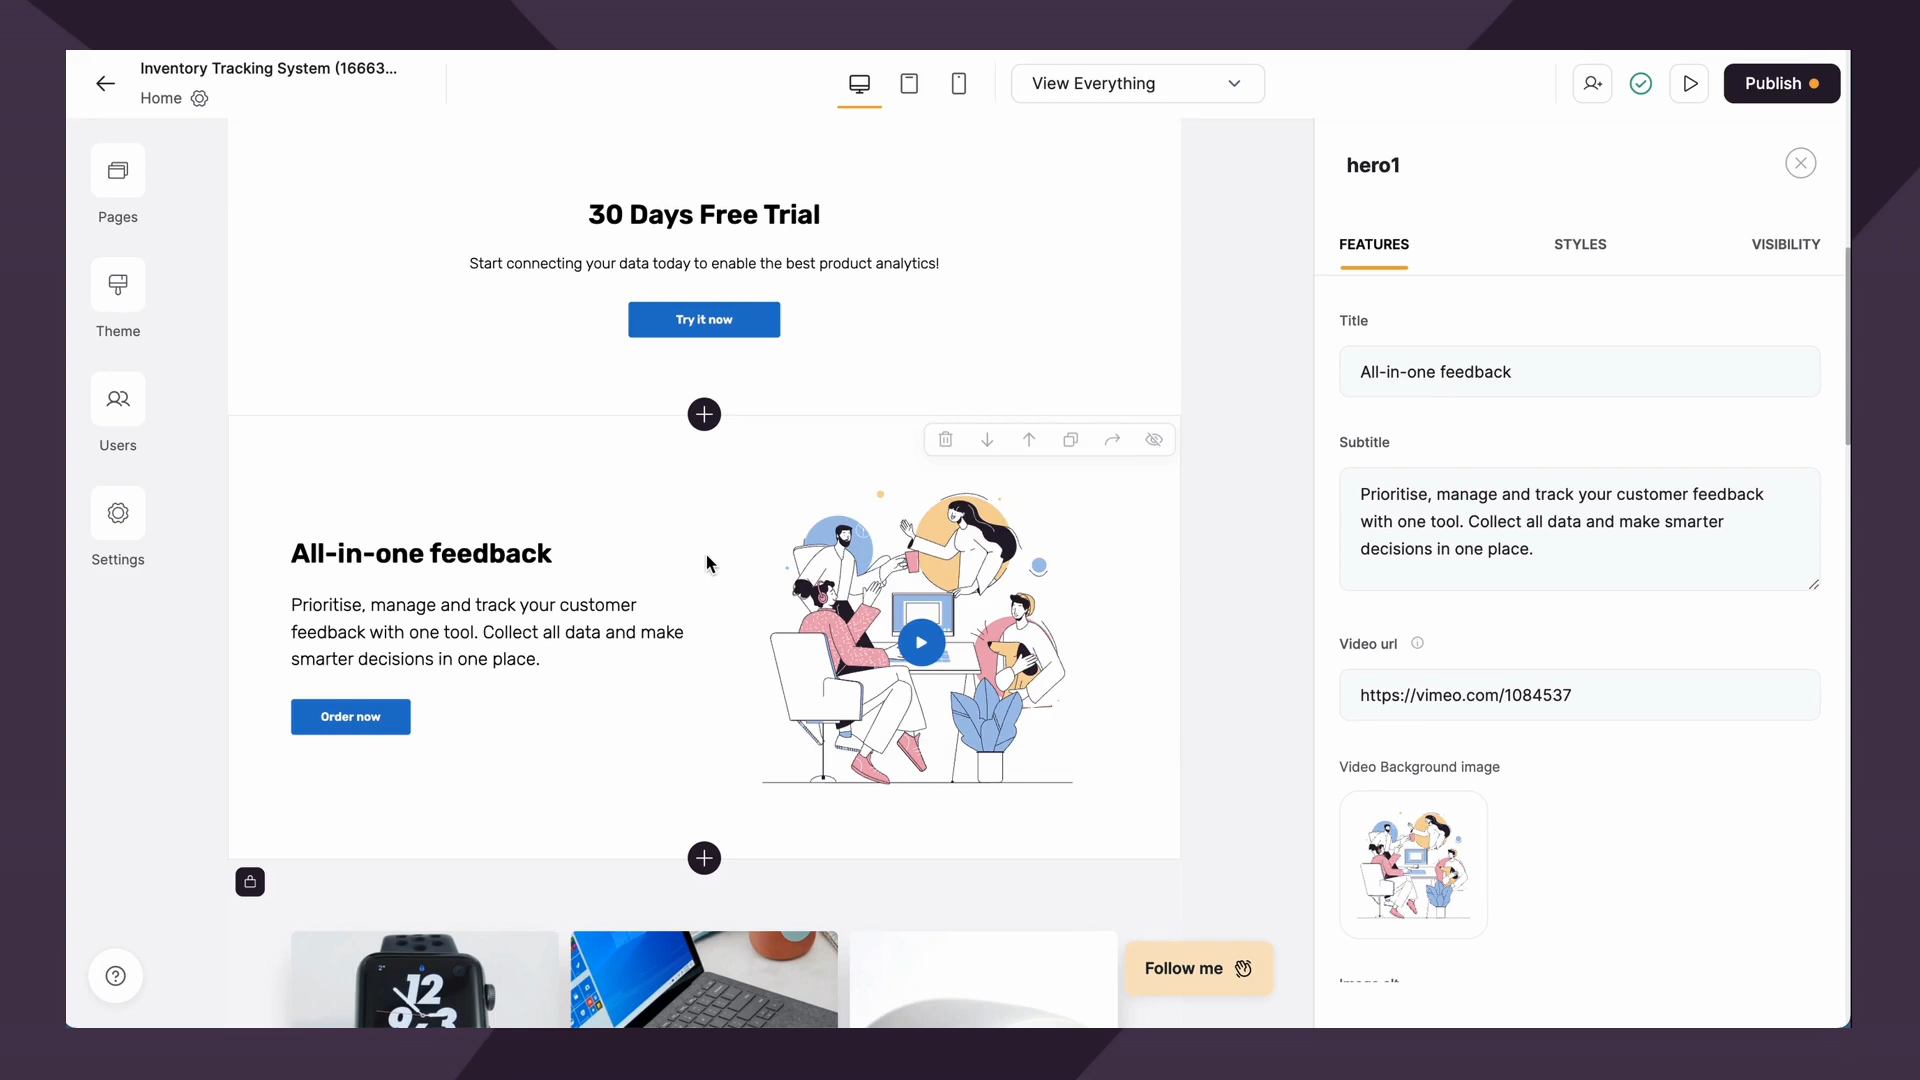 Inventory Tracking System (16663...
Home
View Everything
Publish
Pages
Theme
Users
Settings
30 Days Free Trial
Start connecting your data today to enable the best product analytics!
Try it now
All-in-one feedback
Prioritise, manage and track your customer
feedback with one tool. Collect all data and make
smarter decisions in one place.
Order now
12
Follow me
hero1
FEATURES
STYLES
VISIBILITY
Title
All-in-one feedback
Subtitle
Prioritise, manage and track your customer feedback
with one tool. Collect all data and make smarter
decisions in one place.
Video url
https://vimeo.com/1084537
Video Background image